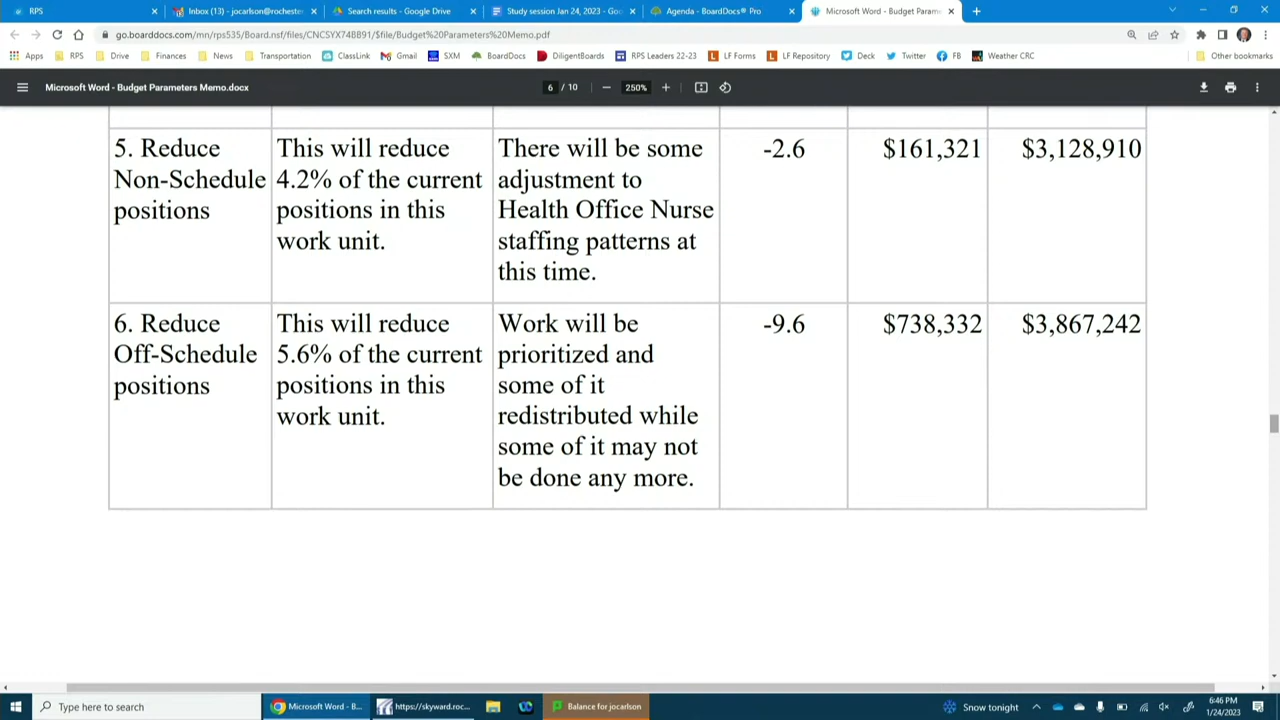 RPS
Inbox (13) - jocarlson@rocheste
Search results - Google Drive
Study session Jan 24, 2023 - Goo
Agenda - BoardDocs® Pro
Microsoft Word - Budget Parame
go.boarddocs.com/mn/rps535/Board.nsf/files/CNCSYX74BB91/$file/Budget%20Parameters%20Memo.pdf
Apps RPS Drive Finances News Transportation ClassLink Gmail SXM BoardDocs DiligentBoards RPS Leaders 22-23 LF Forms LF Repository Deck Twitter FB Weather CRC Other bookmarks
Microsoft Word - Budget Parameters Memo.docx
6 / 10
250%
5. Reduce
Non-Schedule
positions
This will reduce
4.2% of the current
positions in this
work unit.
There will be some
adjustment to
Health Office Nurse
staffing patterns at
this time.
-2.6
$161,321
$3,128,910
6. Reduce
Off-Schedule
positions
This will reduce
5.6% of the current
positions in this
work unit.
Work will be
prioritized and
some of it
redistributed while
some of it may not
be done any more.
-9.6
$738,332
$3,867,242
Type here to search
Microsoft Word - B...
https://skyward.roc...
Balance for jocarlson
Snow tonight
6:46 PM
1/24/2023